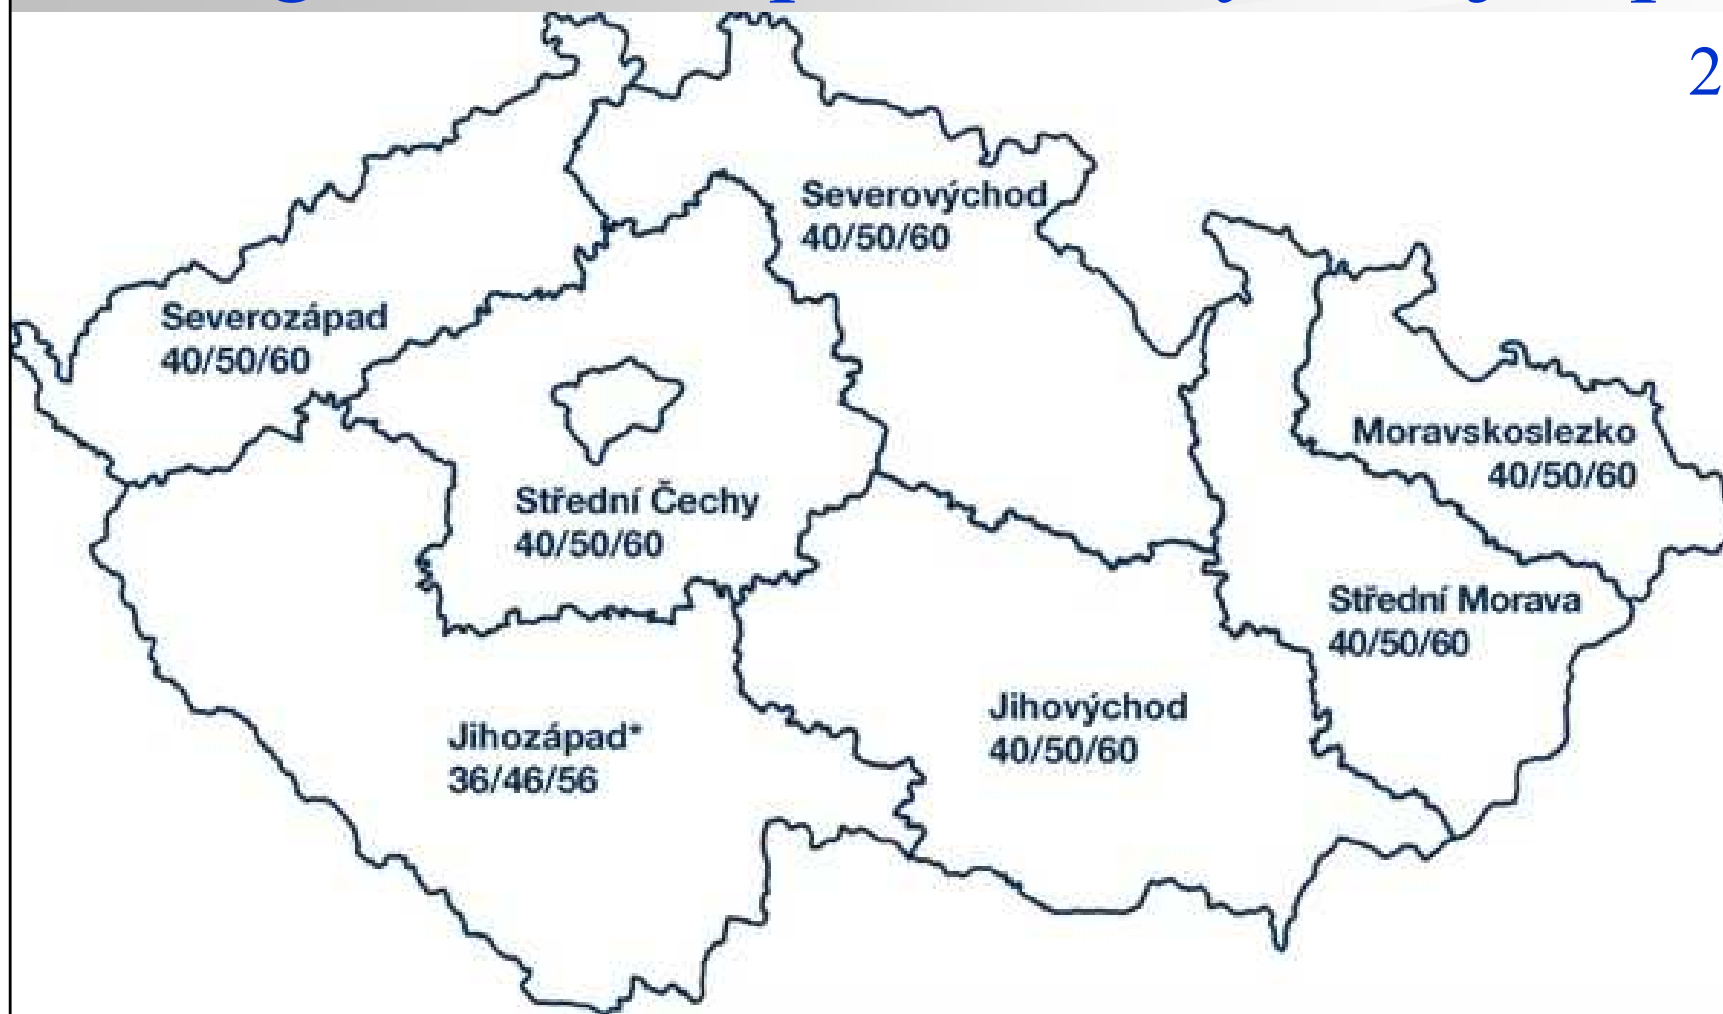 2
Severovýchod
40/50/60
Severozápad
40/50/60
Moravskoslezko
40/50/60
Střední Čechy
40/50/60
Střední Morava
40/50/60
Jihovýchod
40/50/60
Jihozápad*
36/46/56